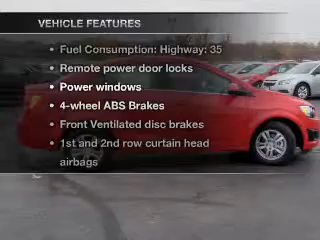 VEHICLE FEATURES
• Fuel Consumption: Highway: 35
• Remote power door locks
• Power windows
• 4-wheel ABS Brakes
• Front Ventilated disc brakes
• 1st and 2nd row curtain head
airbags